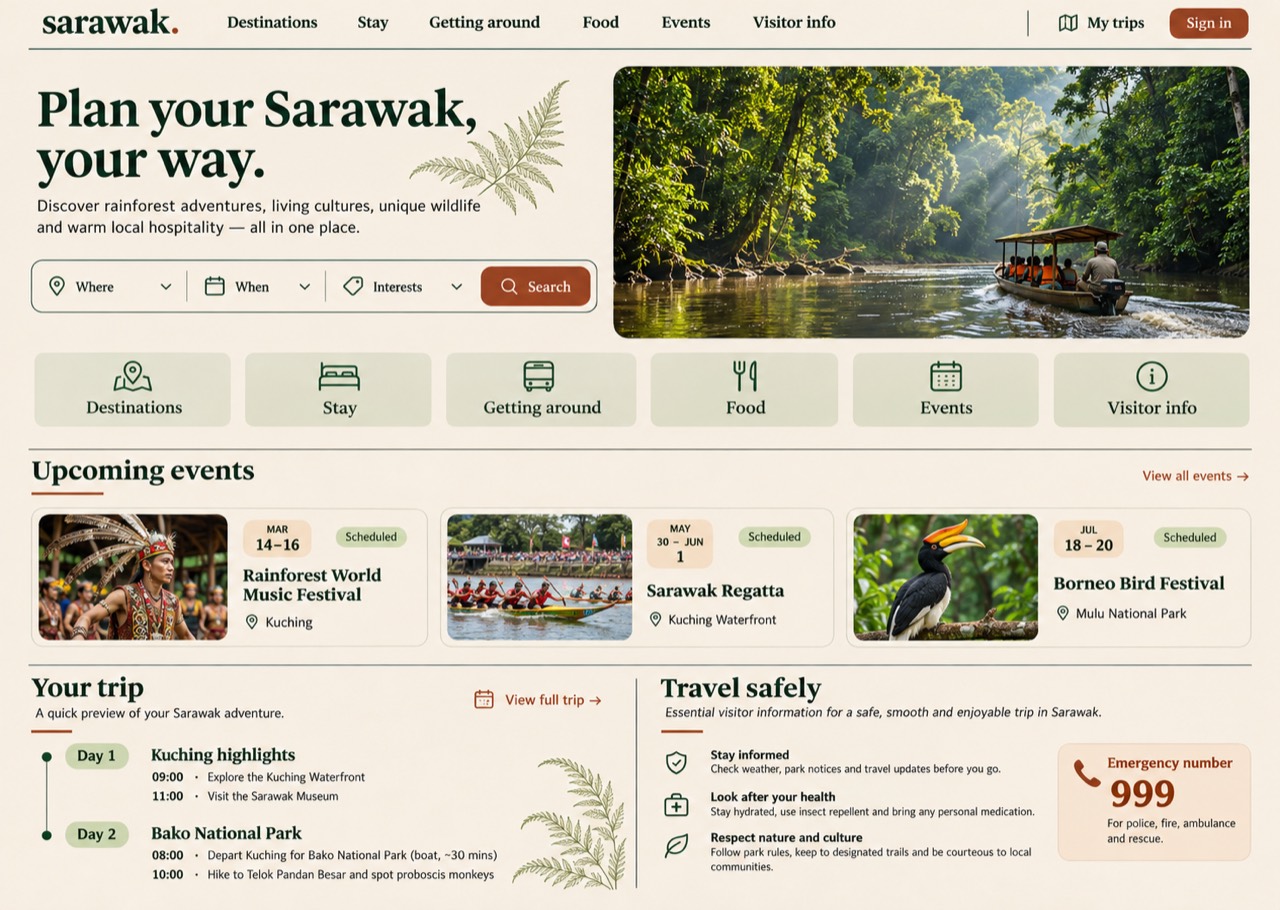 sarawak.
Destinations
Stay
Getting around
Food
Events
Visitor info
My trips
Sign in
Plan your Sarawak,
your way.
Discover rainforest adventures, living cultures, unique wildlife
and warm local hospitality — all in one place.
Where
When
Interests
Search
Destinations
Stay
Getting around
Food
Events
Visitor info
Upcoming events
View all events →
MAR
14–16
Scheduled
Rainforest World
Music Festival
Kuching
MAY
30 – JUN
1
Scheduled
Sarawak Regatta
Kuching Waterfront
JUL
18 – 20
Scheduled
Borneo Bird Festival
Mulu National Park
Your trip
A quick preview of your Sarawak adventure.
View full trip →
Day 1
Kuching highlights
09:00 • Explore the Kuching Waterfront
11:00 • Visit the Sarawak Museum
Day 2
Bako National Park
08:00 • Depart Kuching for Bako National Park (boat, ~30 mins)
10:00 • Hike to Telok Pandan Besar and spot proboscis monkeys
Travel safely
Essential visitor information for a safe, smooth and enjoyable trip in Sarawak.
Stay informed
Check weather, park notices and travel updates before you go.
Look after your health
Stay hydrated, use insect repellent and bring any personal medication.
Respect nature and culture
Follow park rules, keep to designated trails and be courteous to local
communities.
Emergency number
999
For police, fire, ambulance
and rescue.